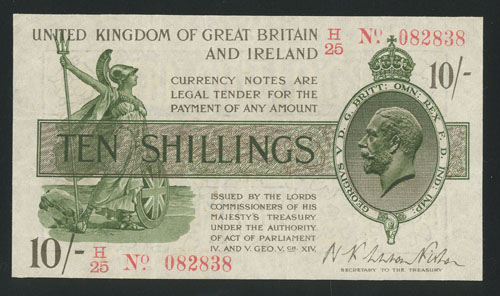 UNITED KINGDOM OF GREAT BRITAIN
AND IRELAND
H/25 No. 082838
10/-
CURRENCY NOTES ARE
LEGAL TENDER FOR THE
PAYMENT OF ANY AMOUNT
GEORGIVS V D. G. BRITT: OMN: REX F. D. IND: IMP:
TEN SHILLINGS
ISSUED BY THE LORDS
COMMISSIONERS OF HIS
MAJESTY'S TREASURY
UNDER THE AUTHORITY
OF ACT OF PARLIAMENT
IV. AND V. GEO. V. CH. XIV.
10/- H/25 No. 082838
SECRETARY TO THE TREASURY